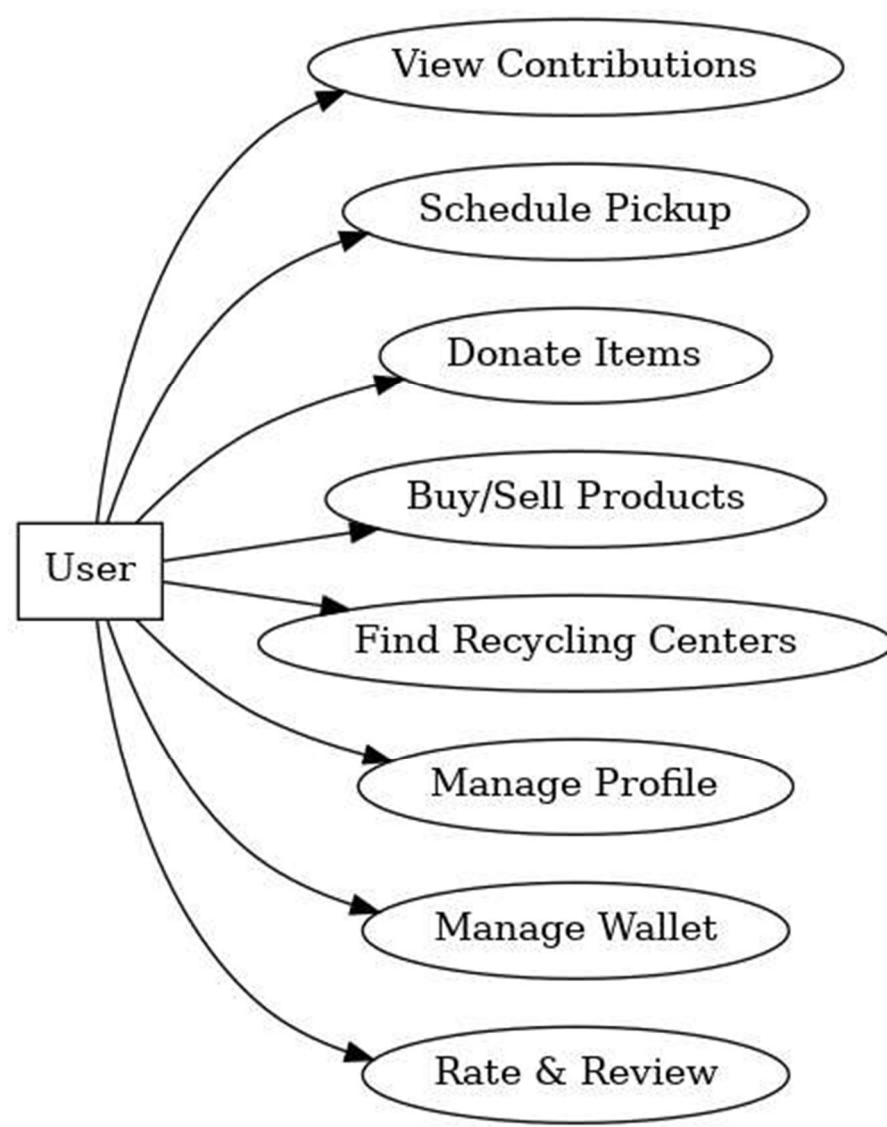 View Contributions
Schedule Pickup
Donate Items
Buy/Sell Products
User
Find Recycling Centers
Manage Profile
Manage Wallet
Rate & Review